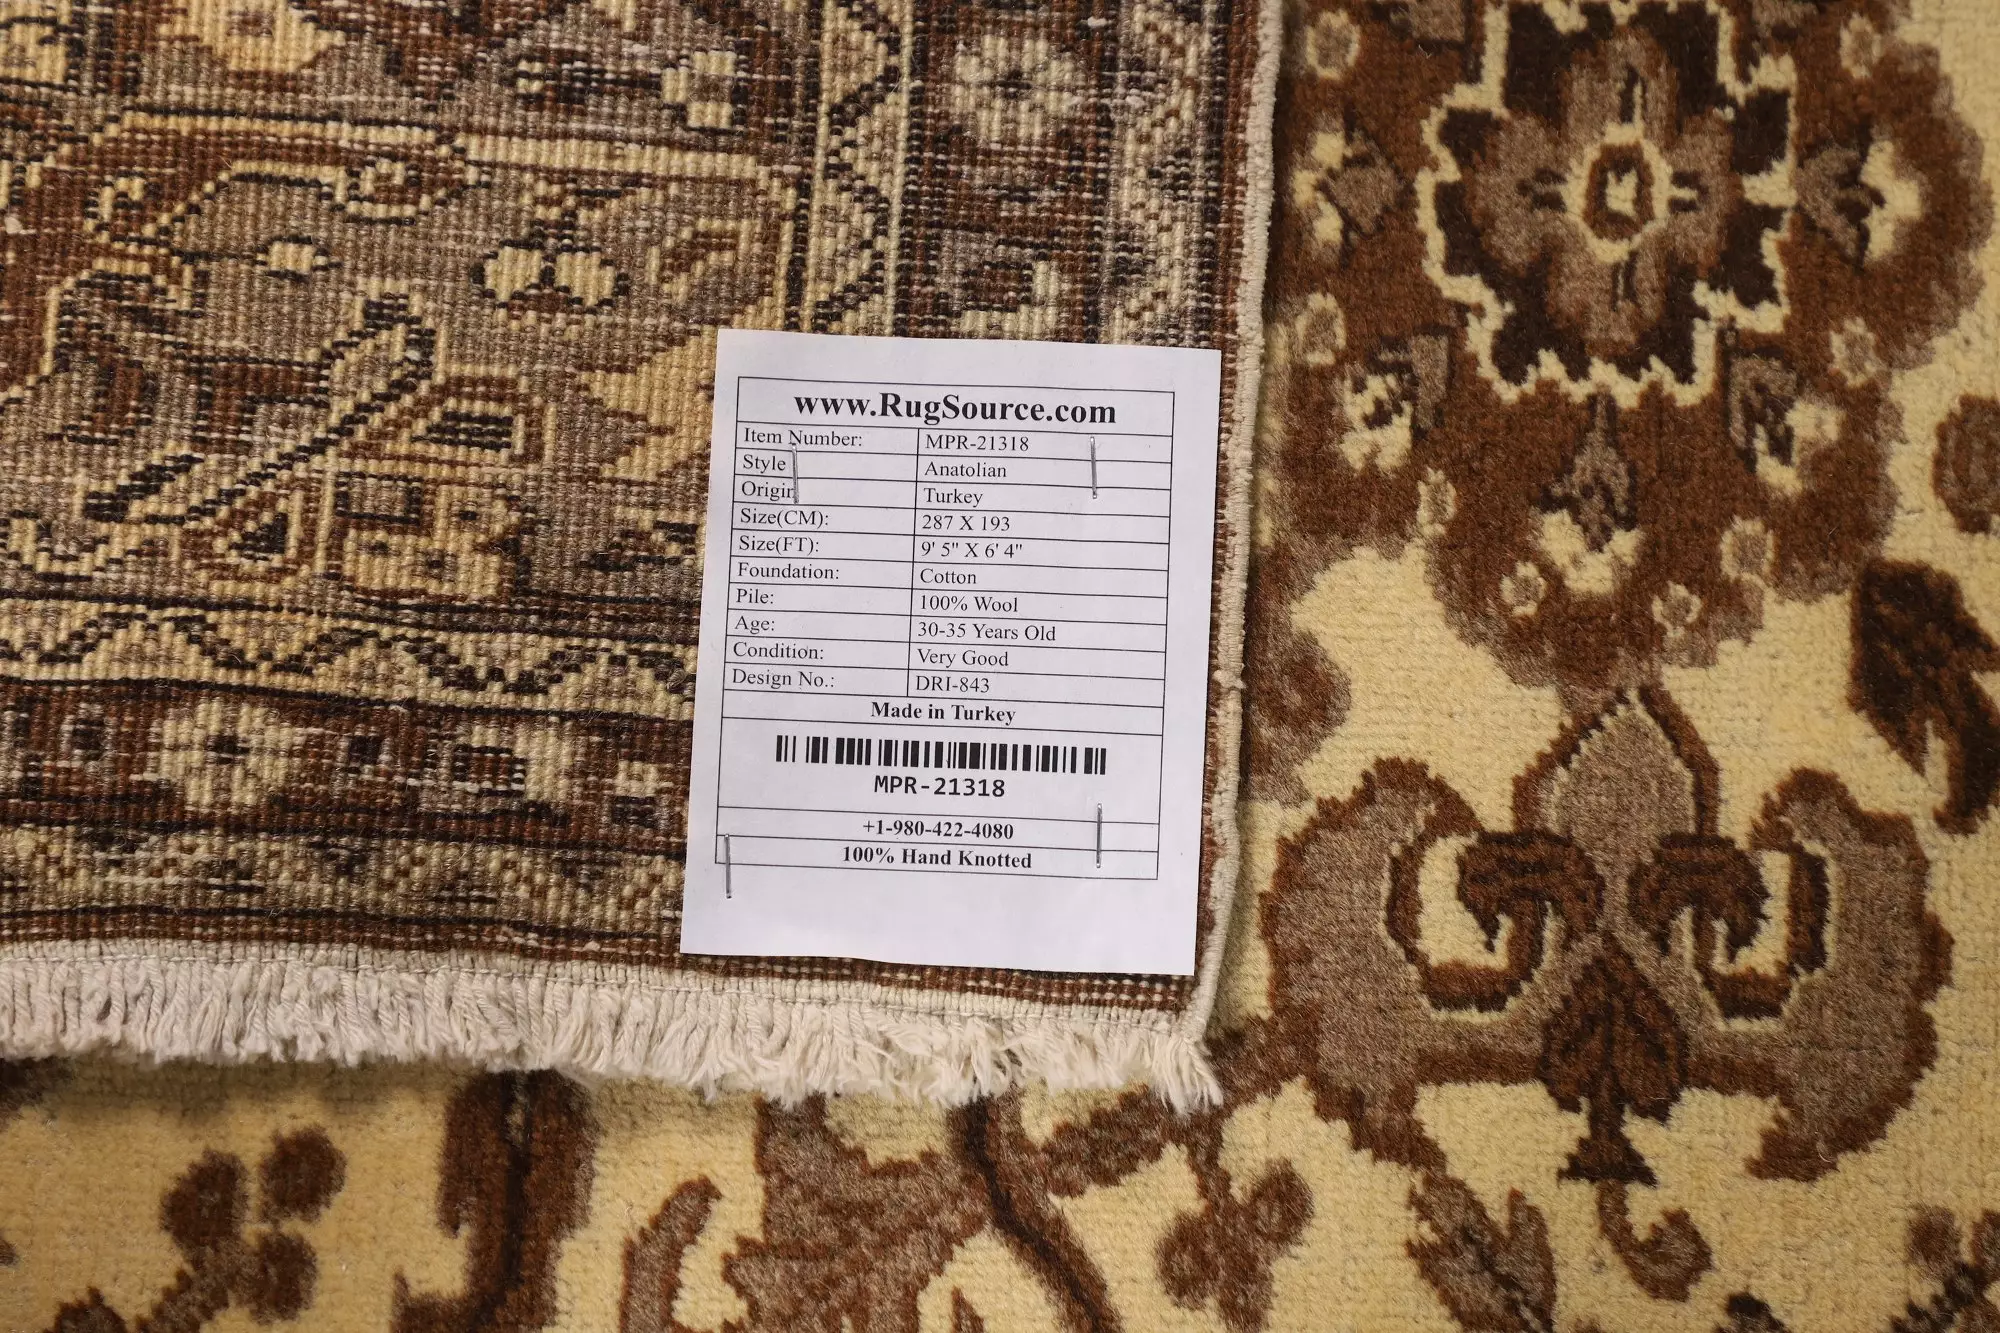 www.RugSource.com
Item Number: MPR-21318
Style Anatolian
Origin Turkey
Size(CM): 287 X 193
Size(FT): 9' 5" X 6' 4"
Foundation: Cotton
Pile: 100% Wool
Age: 30-35 Years Old
Condition: Very Good
Design No.: DRI-843
Made in Turkey
MPR-21318
+1-980-422-4080
100% Hand Knotted